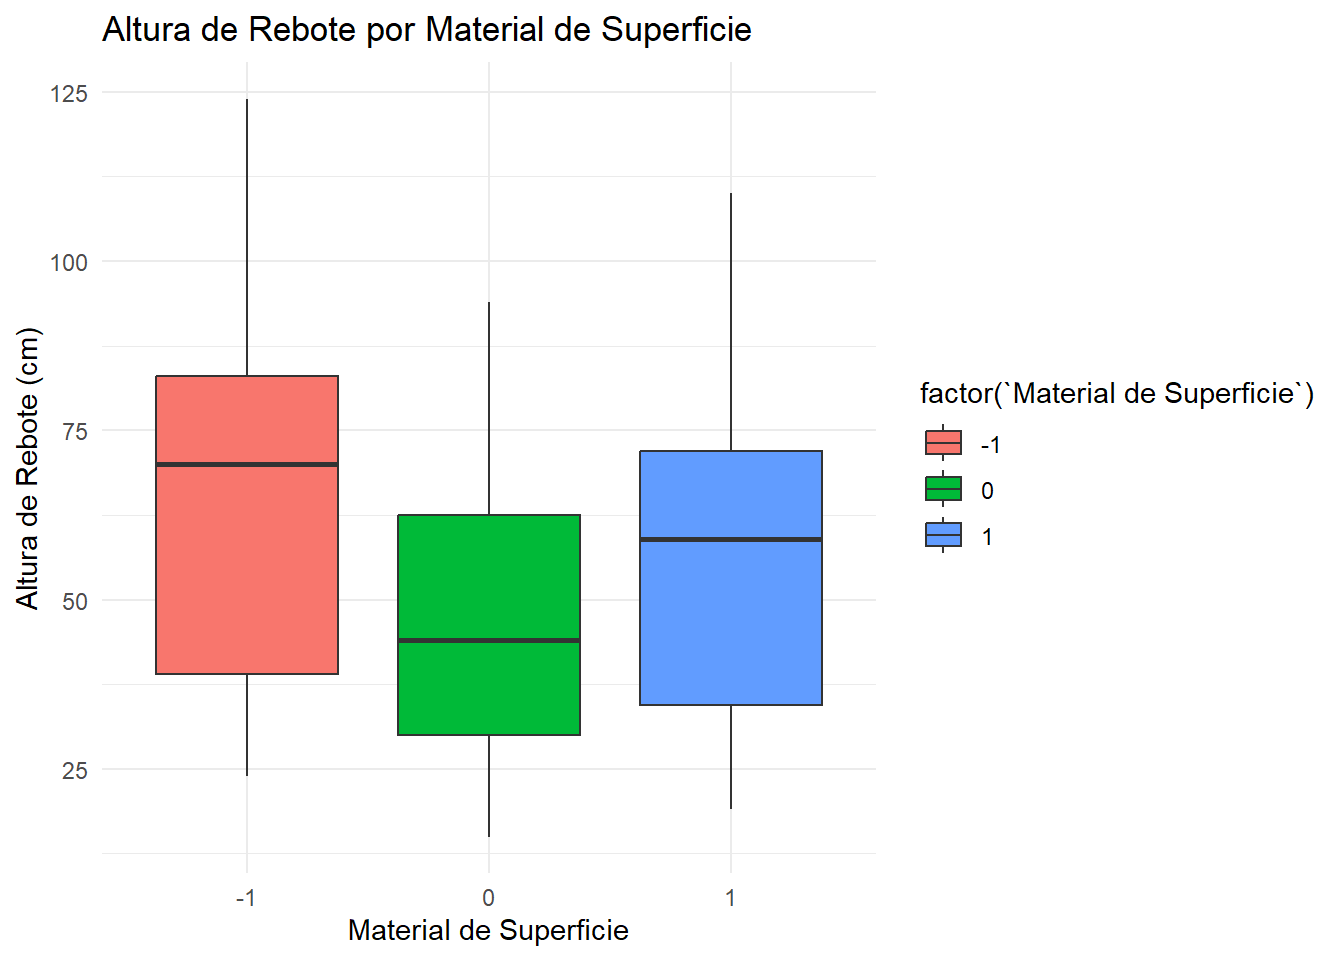 Altura de Rebote por Material de Superficie
Altura de Rebote (cm)
125
100
75
50
25
-1
0
1
Material de Superficie
factor(`Material de Superficie`)
-1
0
1